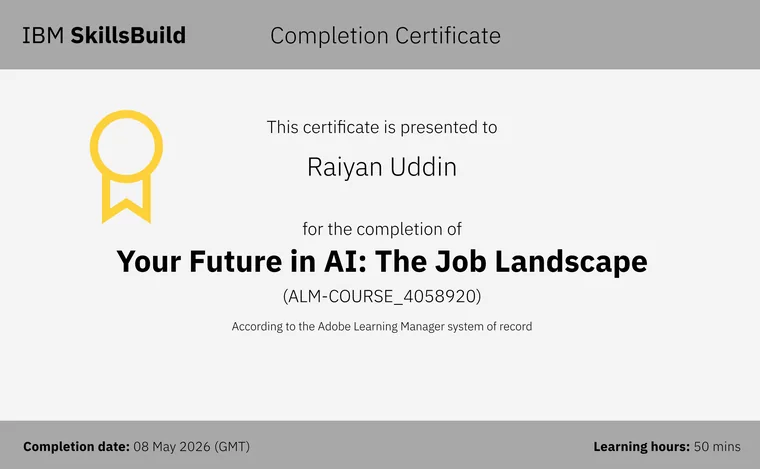 IBM SkillsBuild
Completion Certificate
This certificate is presented to
Raiyan Uddin
for the completion of
Your Future in AI: The Job Landscape
(ALM-COURSE_4058920)
According to the Adobe Learning Manager system of record
Completion date: 08 May 2026 (GMT)
Learning hours: 50 mins